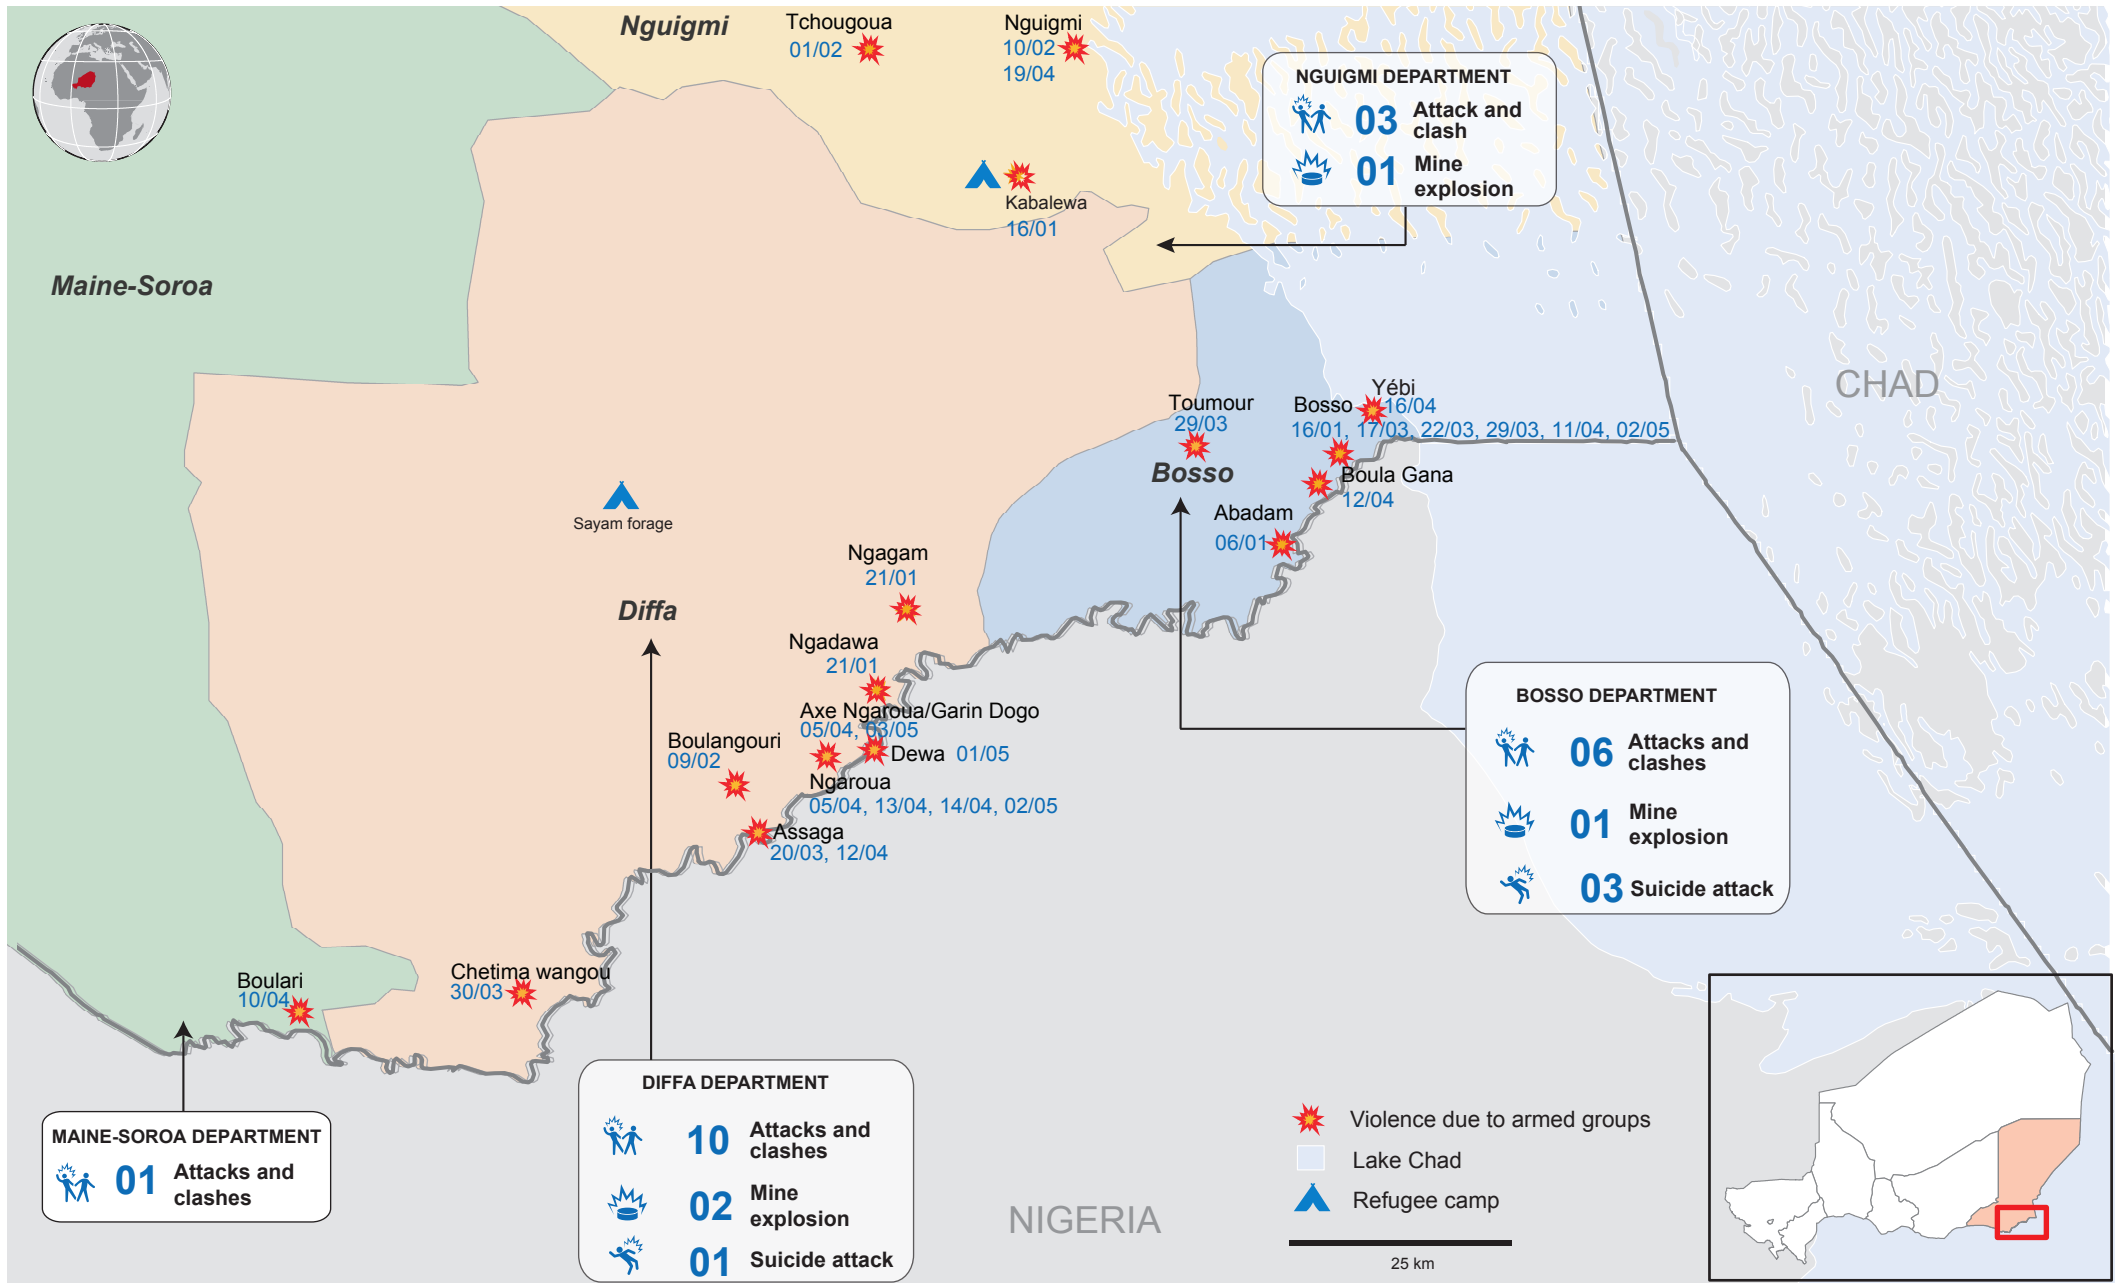 Nguigmi
Tchougoua
01/02
Nguigmi
10/02
19/04
NGUIGMI DEPARTMENT
03 Attack and
clash
01 Mine
explosion
Kabalewa
16/01
Maine-Soroa
CHAD
Yébi
16/04
Toumour
29/03
Bosso
16/01, 17/03, 22/03, 29/03, 11/04, 02/05
Bosso
Boula Gana
12/04
Abadam
06/01
Sayam forage
Ngagam
21/01
Diffa
Ngadawa
21/01
Axe Ngaroua/Garin Dogo
05/04, 03/05
Boulangouri
09/02
Dewa 01/05
Ngaroua
05/04, 13/04, 14/04, 02/05
Assaga
20/03, 12/04
BOSSO DEPARTMENT
06 Attacks and
clashes
01 Mine
explosion
03 Suicide attack
Boulari
10/04
Chetima wangou
30/03
MAINE-SOROA DEPARTMENT
01 Attacks and
clashes
DIFFA DEPARTMENT
10 Attacks and
clashes
02 Mine
explosion
01 Suicide attack
NIGERIA
Violence due to armed groups
Lake Chad
Refugee camp
25 km